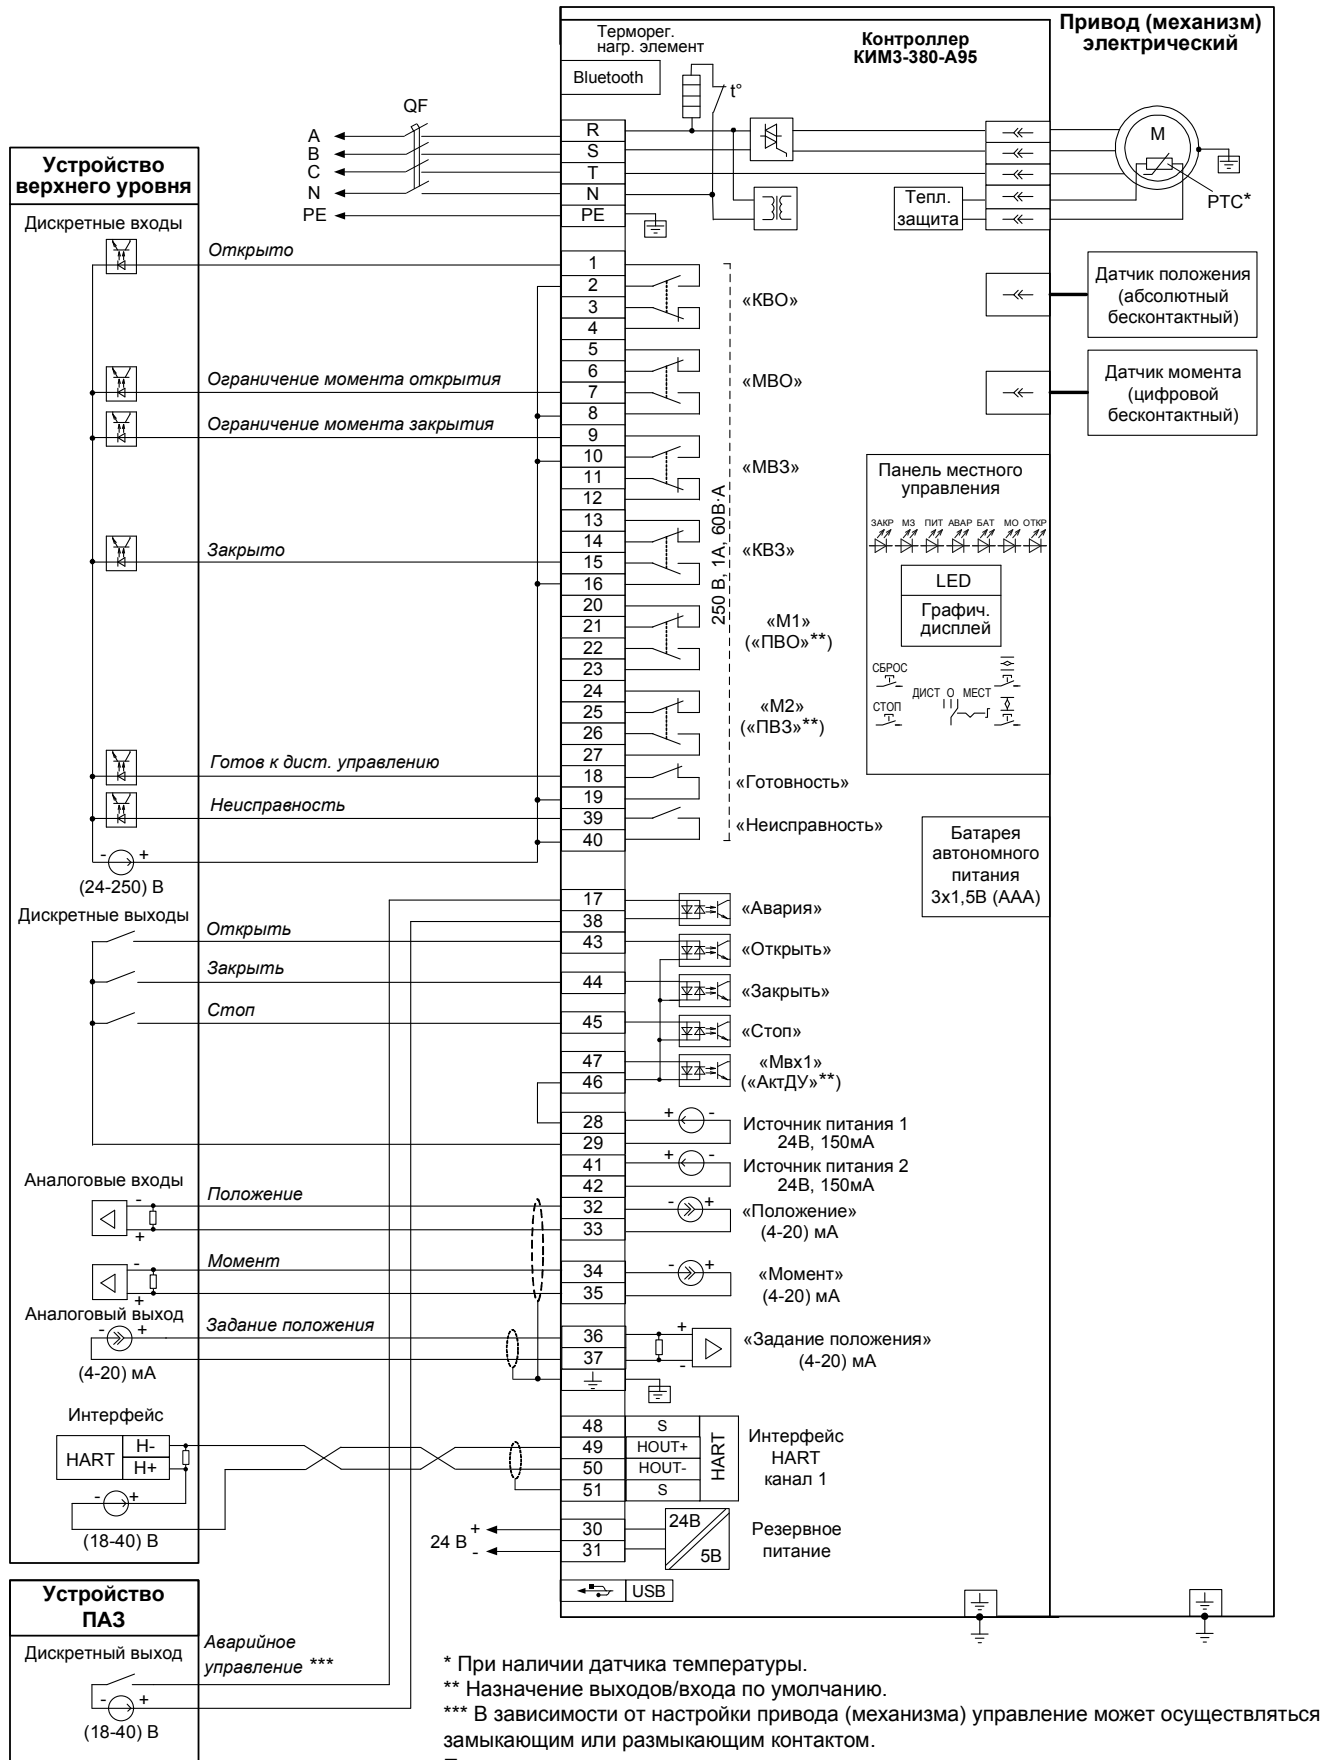 Терморег.
нагр. элемент
Bluetooth
Контроллер
КИМ3-380-А95
Привод (механизм)
электрический
t°
QF
A
B
C
N
PE
R
S
T
N
PE
Тепл.
защита
M
PTC*
Устройство
верхнего уровня
Дискретные входы
Открыто
Ограничение момента открытия
Ограничение момента закрытия
Закрыто
Готов к дист. управлению
Неисправность
- +
(24-250) В
1
2
3
4
«КВО»
5
6
7
8
«МВО»
9
10
11
12
«МВЗ»
13
14
15
16
«КВЗ»
20
21
22
23
«М1»
(«ПВО»**)
24
25
26
27
«М2»
(«ПВЗ»**)
18
19
«Готовность»
39
40
«Неисправность»
250 В, 1А, 60В·А
Датчик положения
(абсолютный
бесконтактный)
Датчик момента
(цифровой
бесконтактный)
Панель местного
управления
ЗАКР МЗ ПИТ АВАР БАТ МО ОТКР
LED
Графич.
дисплей
СБРОС
ДИСТ О МЕСТ
СТОП
Батарея
автономного
питания
3x1,5В (ААА)
Дискретные выходы
Открыть
Закрыть
Стоп
17
38
«Авария»
43
«Открыть»
44
«Закрыть»
45
«Стоп»
47
46
«Мвх1»
(«АктДУ»**)
28
29
+ -
Источник питания 1
24В, 150мА
41
42
+ -
Источник питания 2
24В, 150мА
Аналоговые входы
-
+
Положение
32
33
- +
«Положение»
(4-20) мА
-
+
Момент
34
35
- +
«Момент»
(4-20) мА
Аналоговый выход
- +
(4-20) мА
Задание положения
36
37
+
-
«Задание положения»
(4-20) мА
Интерфейс
HART
H-
H+
- +
(18-40) В
48
49
50
51
S
HOUT+
HOUT-
S
HART
Интерфейс
HART
канал 1
24 В
+
-
30
31
24В
5В
Резервное
питание
USB
Устройство
ПАЗ
Дискретный выход
- +
(18-40) В
Аварийное
управление ***
* При наличии датчика температуры.
** Назначение выходов/входа по умолчанию.
*** В зависимости от настройки привода (механизма) управление может осуществляться
замыкающим или размыкающим контактом.